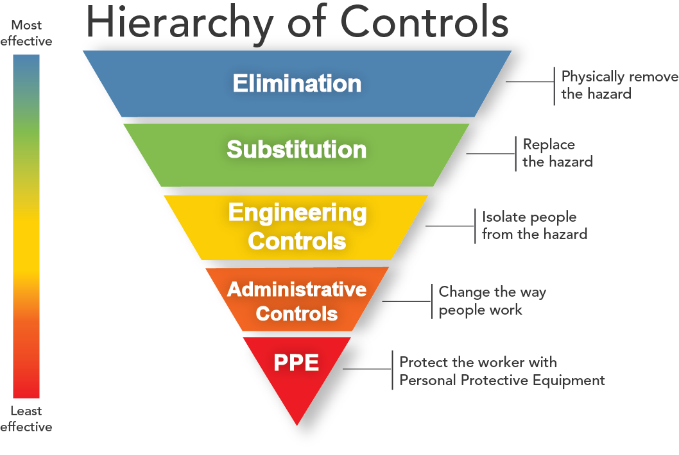 Hierarchy of Controls
Most
effective
Elimination
Physically remove
the hazard
Substitution
Replace
the hazard
Engineering
Controls
Isolate people
from the hazard
Administrative
Controls
Change the way
people work
PPE
Protect the worker with
Personal Protective Equipment
Least
effective